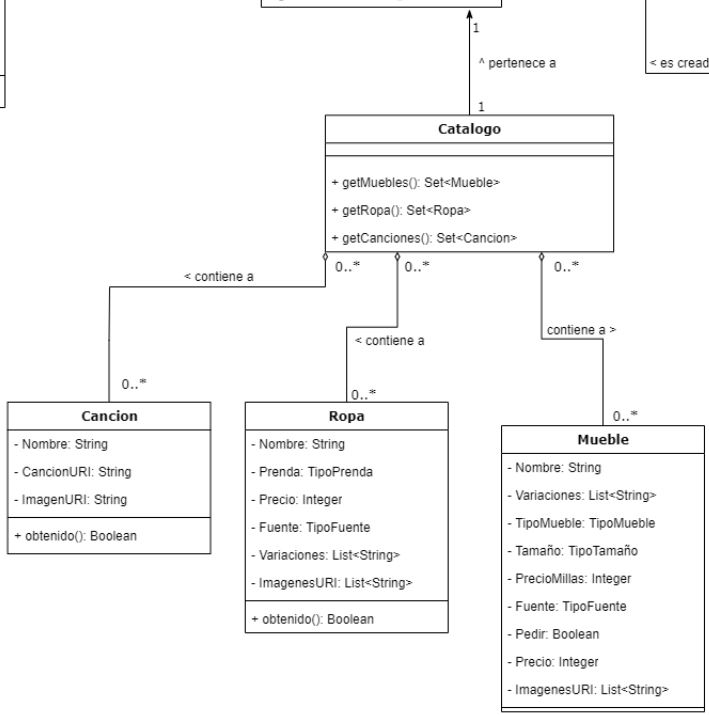 1
^ pertenece a
< es cread
1
Catalogo
+ getMuebles(): Set<Mueble>
+ getRopa(): Set<Ropa>
+ getCanciones(): Set<Cancion>
0..*
0..*
0..*
< contiene a
< contiene a
contiene a >
0..*
0..*
0..*
Cancion
- Nombre: String
- CancionURI: String
- ImagenURI: String
+ obtenido(): Boolean
Ropa
- Nombre: String
- Prenda: TipoPrenda
- Precio: Integer
- Fuente: TipoFuente
- Variaciones: List<String>
- ImagenesURI: List<String>
+ obtenido(): Boolean
Mueble
- Nombre: String
- Variaciones: List<String>
- TipoMueble: TipoMueble
- Tamaño: TipoTamaño
- PrecioMillas: Integer
- Fuente: TipoFuente
- Pedir: Boolean
- Precio: Integer
- ImagenesURI: List<String>